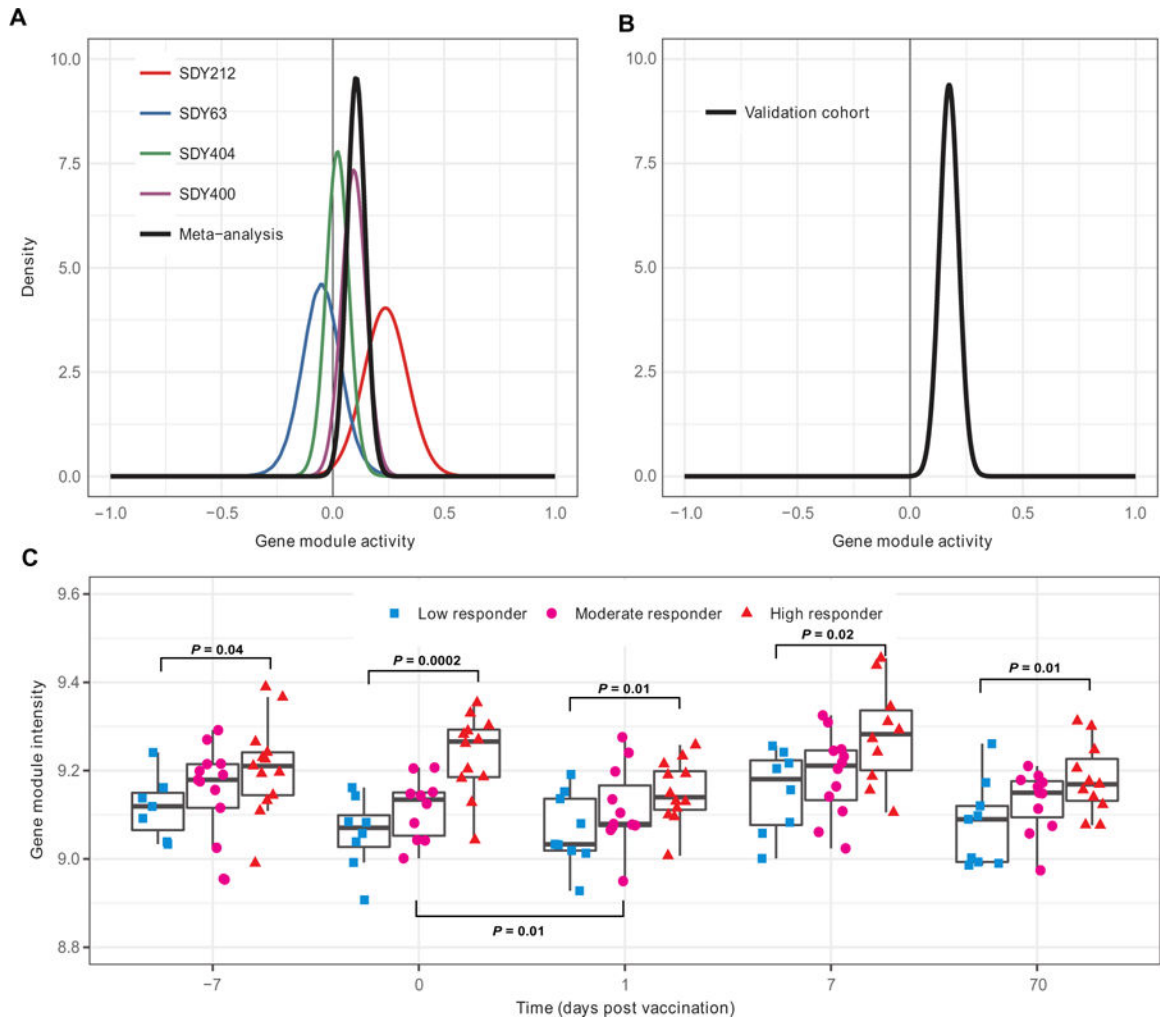 A
10.0
7.5
5.0
2.5
0.0
Density
SDY212
SDY63
SDY404
SDY400
Meta−analysis
−1.0
−0.5
0.0
0.5
1.0
Gene module activity
B
10.0
7.5
5.0
2.5
0.0
Validation cohort
−1.0
−0.5
0.0
0.5
1.0
Gene module activity
C
9.6
9.4
9.2
9.0
8.8
Gene module intensity
Low responder
Moderate responder
High responder
P = 0.04
P = 0.0002
P = 0.01
P = 0.02
P = 0.01
P = 0.01
−7
0
1
7
70
Time (days post vaccination)